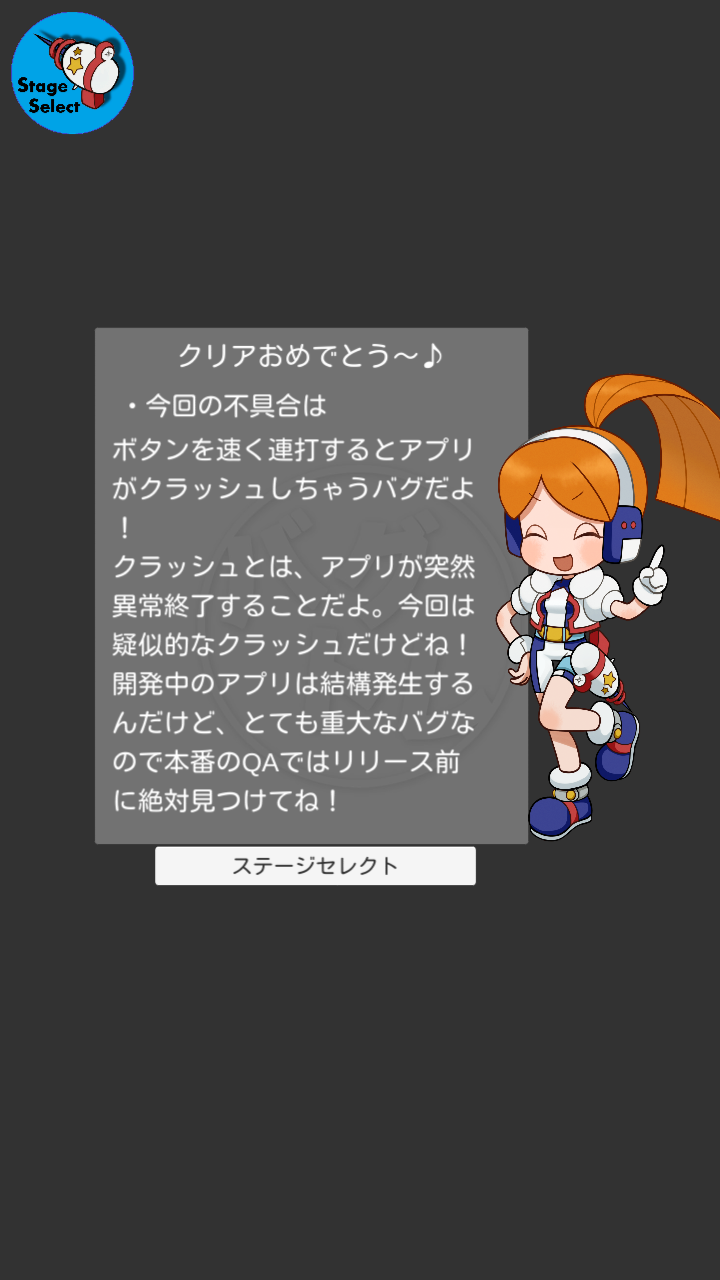 Stage
Select
クリアおめでとう～♪
・今回の不具合は
ボタンを速く連打するとアプリ
がクラッシュしちゃうバグだよ
！
クラッシュとは、アプリが突然
異常終了することだよ。今回は
疑似的なクラッシュだけどね！
開発中のアプリは結構発生する
んだけど、とても重大なバグな
ので本番のQAではリリース前
に絶対見つけてね！
ステージセレクト